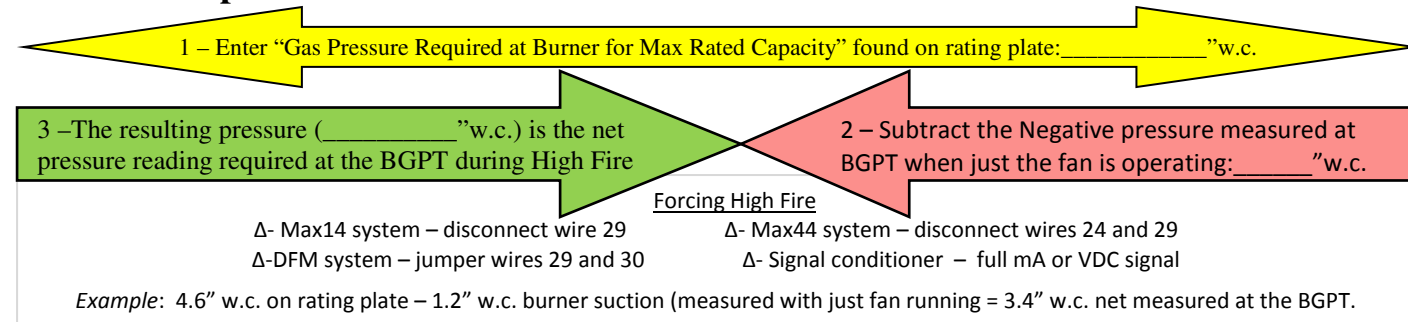 1 – Enter “Gas Pressure Required at Burner for Max Rated Capacity” found on rating plate:____________”w.c.
3 –The resulting pressure (__________”w.c.) is the net
pressure reading required at the BGPT during High Fire
2 – Subtract the Negative pressure measured at
BGPT when just the fan is operating:______”w.c.
Forcing High Fire
Δ- Max14 system – disconnect wire 29
Δ- Max44 system – disconnect wires 24 and 29
Δ-DFM system – jumper wires 29 and 30
Δ- Signal conditioner – full mA or VDC signal
Example: 4.6” w.c. on rating plate – 1.2” w.c. burner suction (measured with just fan running = 3.4” w.c. net measured at the BGPT.